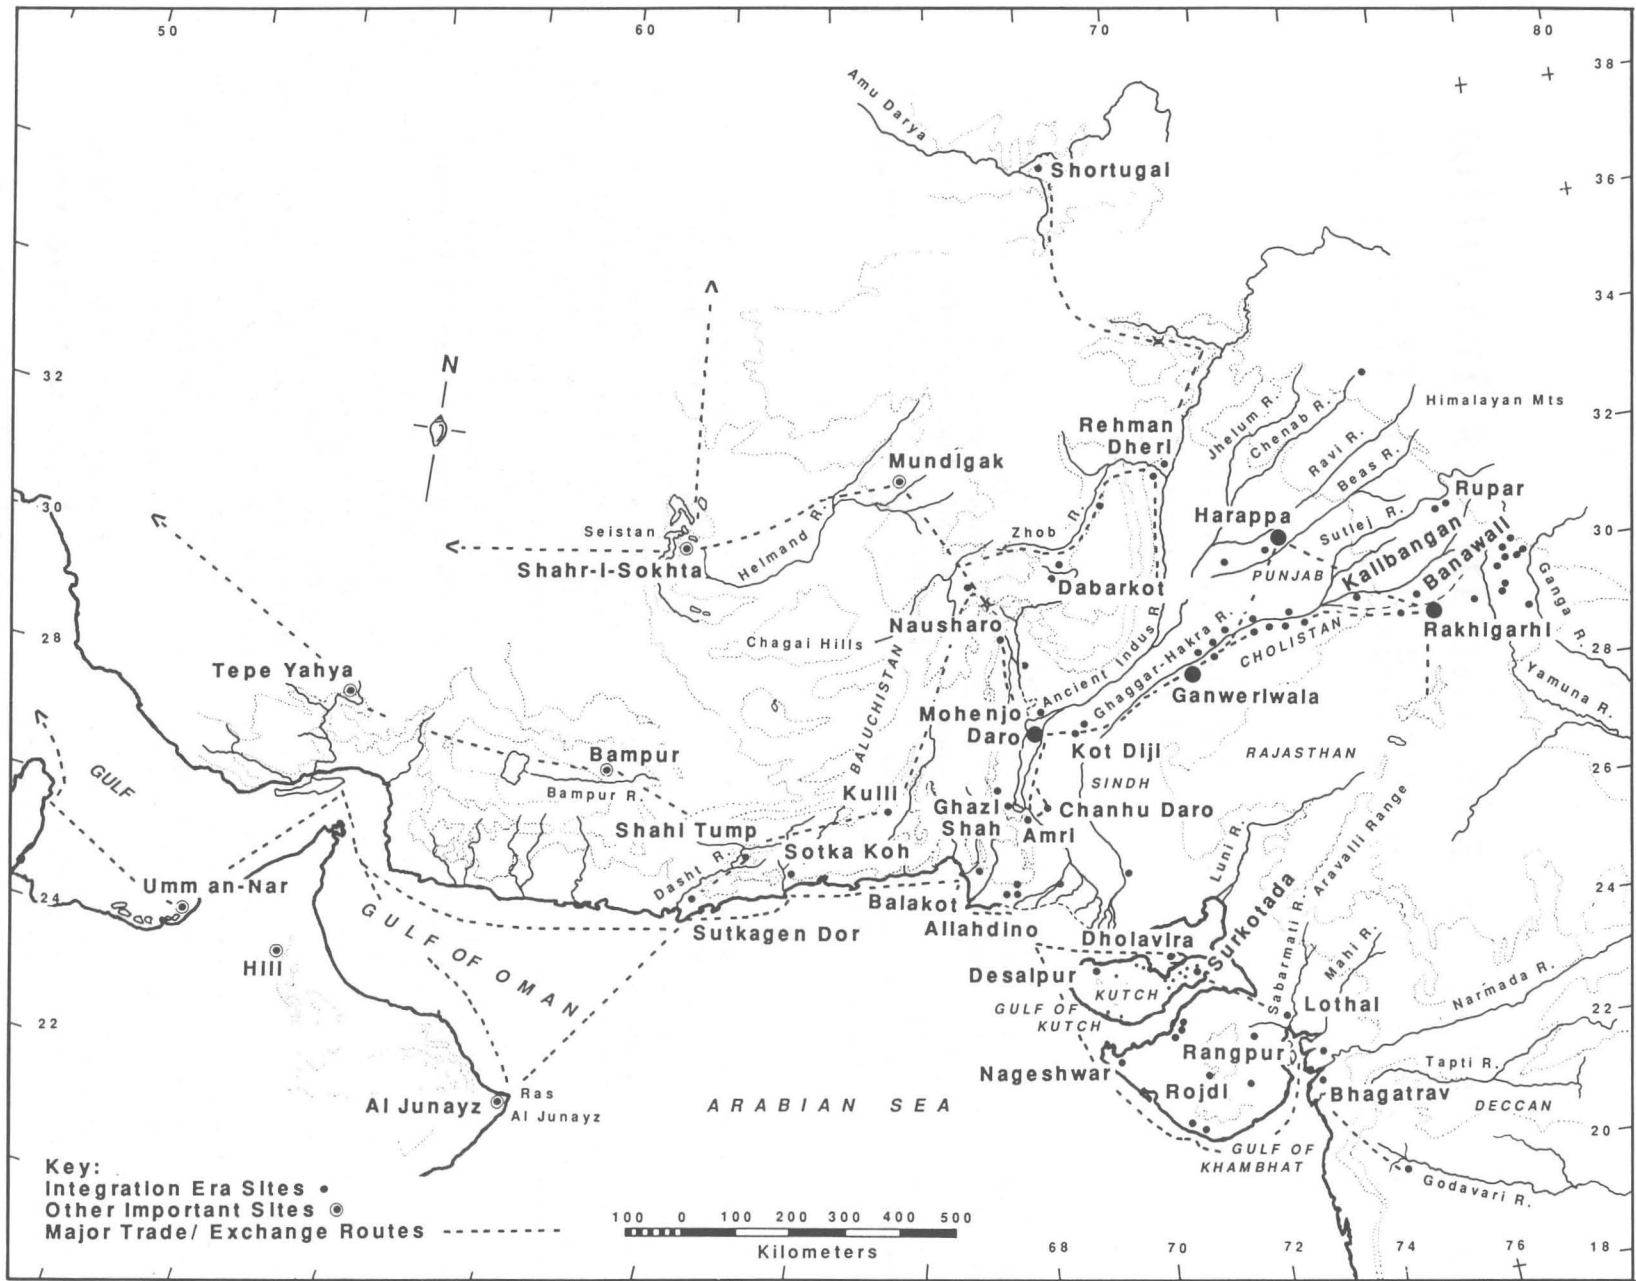 50 60 70 80
38
Amu Darya
Shortugai
36
34
N
32
Himalayan Mts
32
Jhelum R.
Chenab R.
Ravi R.
Beas R.
Rehman
Dheri
Mundigak
Rupar
30
Seistan
Helmand R.
Zhob R.
Harappa
Sutlej R.
Kalibangan
Banawali
30
Shahr-i-Sokhta
Dabarkot
PUNJAB
Ganga R.
Nausharo
Rakhigarhi
28
Chagai Hills
Ancient Indus R.
Ghaggar-Hakra R.
CHOLISTAN
28
Tepe Yahya
BALUCHISTAN
Ganweriwala
Yamuna R.
Mohenjo
Daro
Kot Diji
RAJASTHAN
Bampur
26
GULF
Bampur R.
Kulli
SINDH
Ghazi
Shah
Chanhu Daro
Amri
Aravalli Range
Shahi Tump
Sotka Koh
Luni R.
Dasht R.
Umm an-Nar
24
Balakot
24
GULF OF OMAN
Sutkagen Dor
Allahdino
Dholavira
Surkotada
Sabarmati R.
Mahi R.
Hili
Desalpur
KUTCH
Narmada R.
22
GULF OF
KUTCH
Lothal
22
Rangpur
Tapti R.
Nageshwar
Rojdi
Bhagatrav
DECCAN
Al Junayz
Ras
Al Junayz
ARABIAN SEA
20
GULF OF
KHAMBHAT
Godavari R.
Key:
Integration Era Sites
Other Important Sites
Major Trade/ Exchange Routes
100 0 100 200 300 400 500
Kilometers
68 70 72 74 76 18